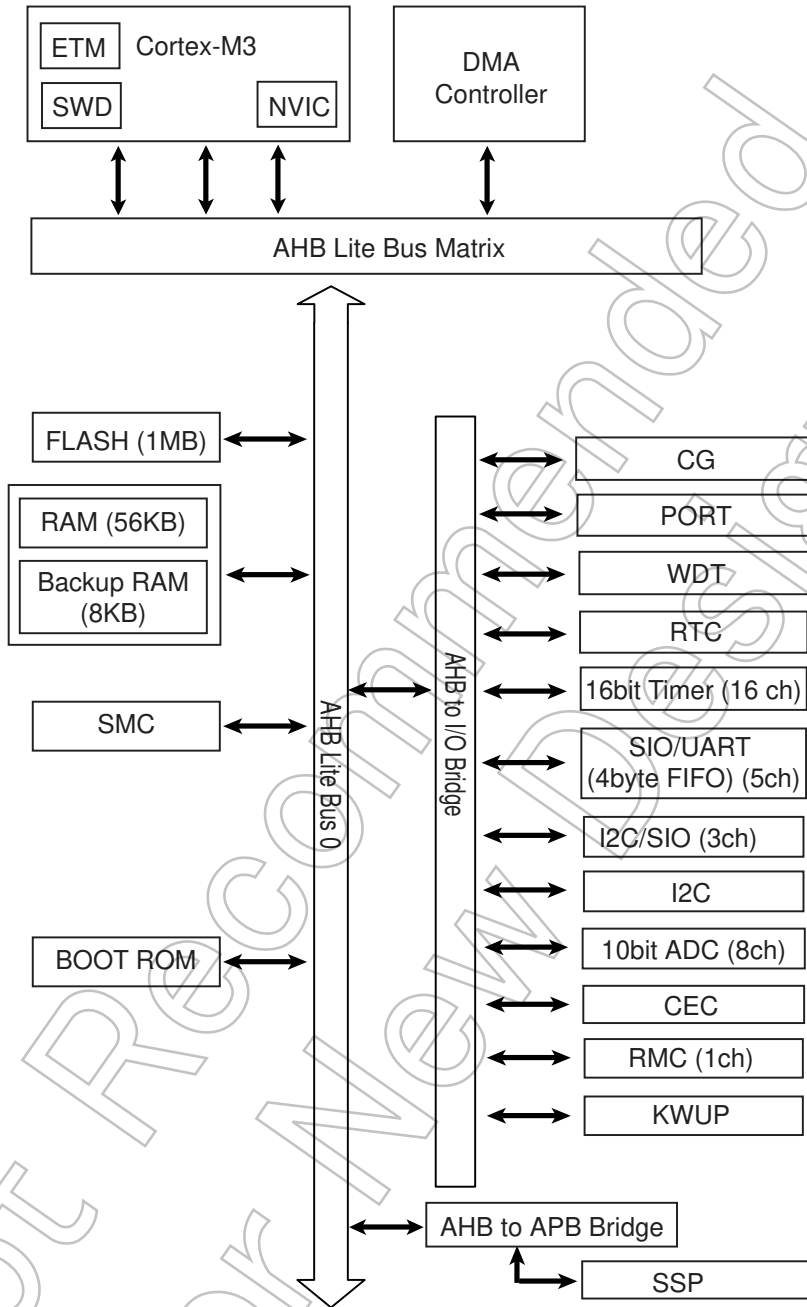 ETM
Cortex-M3
SWD
NVIC
DMA
Controller
AHB Lite Bus Matrix
FLASH (1MB)
RAM (56KB)
Backup RAM
(8KB)
SMC
BOOT ROM
AHB Lite Bus 0
AHB to I/O Bridge
CG
PORT
WDT
RTC
16bit Timer (16 ch)
SIO/UART
(4byte FIFO) (5ch)
I2C/SIO (3ch)
I2C
10bit ADC (8ch)
CEC
RMC (1ch)
KWUP
AHB to APB Bridge
SSP
Recommended
New